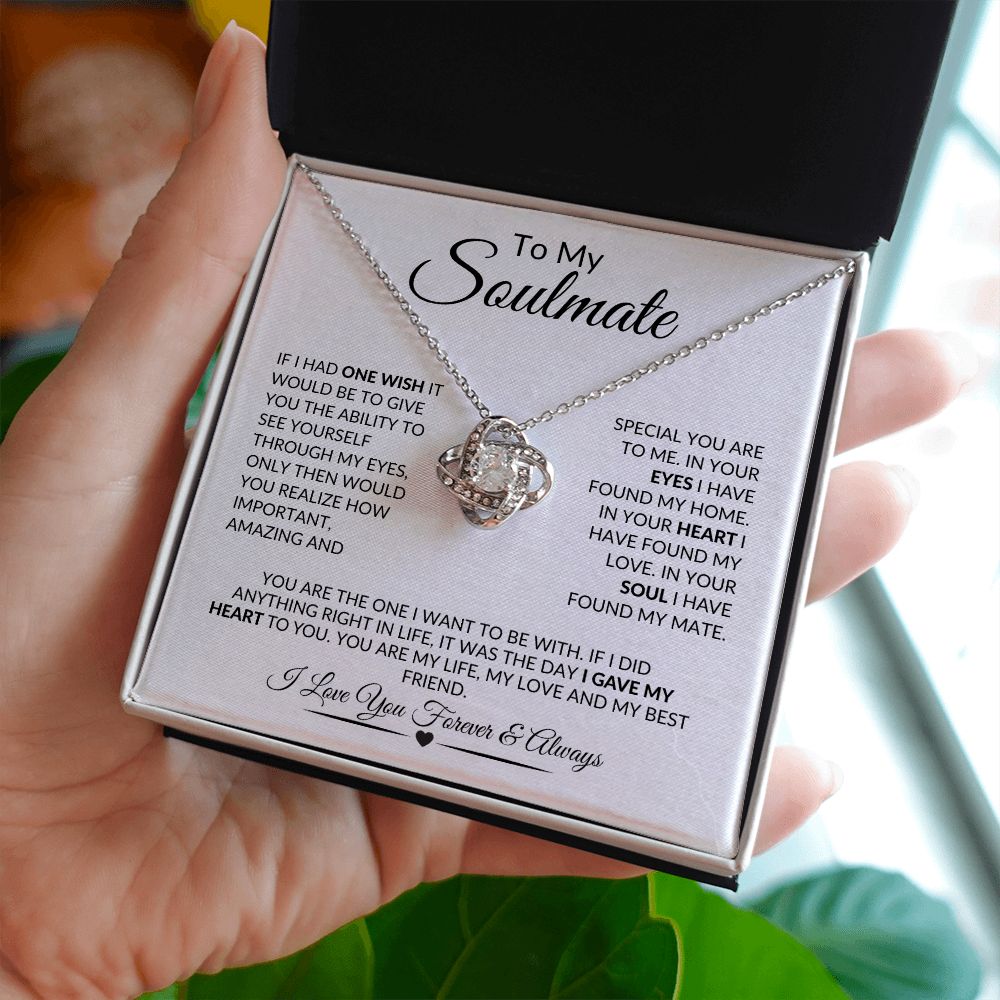 To My
Soulmate
IF I HAD ONE WISH IT
WOULD BE TO GIVE
YOU THE ABILITY TO
SEE YOURSELF
THROUGH MY EYES,
ONLY THEN WOULD
YOU REALIZE HOW
IMPORTANT,
AMAZING AND
SPECIAL YOU ARE
TO ME. IN YOUR
EYES I HAVE
FOUND MY HOME.
IN YOUR HEART I
HAVE FOUND MY
LOVE. IN YOUR
SOUL I HAVE
FOUND MY MATE.
YOU ARE THE ONE I WANT TO BE WITH. IF I DID
ANYTHING RIGHT IN LIFE, IT WAS THE DAY I GAVE MY
HEART TO YOU. YOU ARE MY LIFE, MY LOVE AND MY BEST
FRIEND.
I Love You Forever & Always